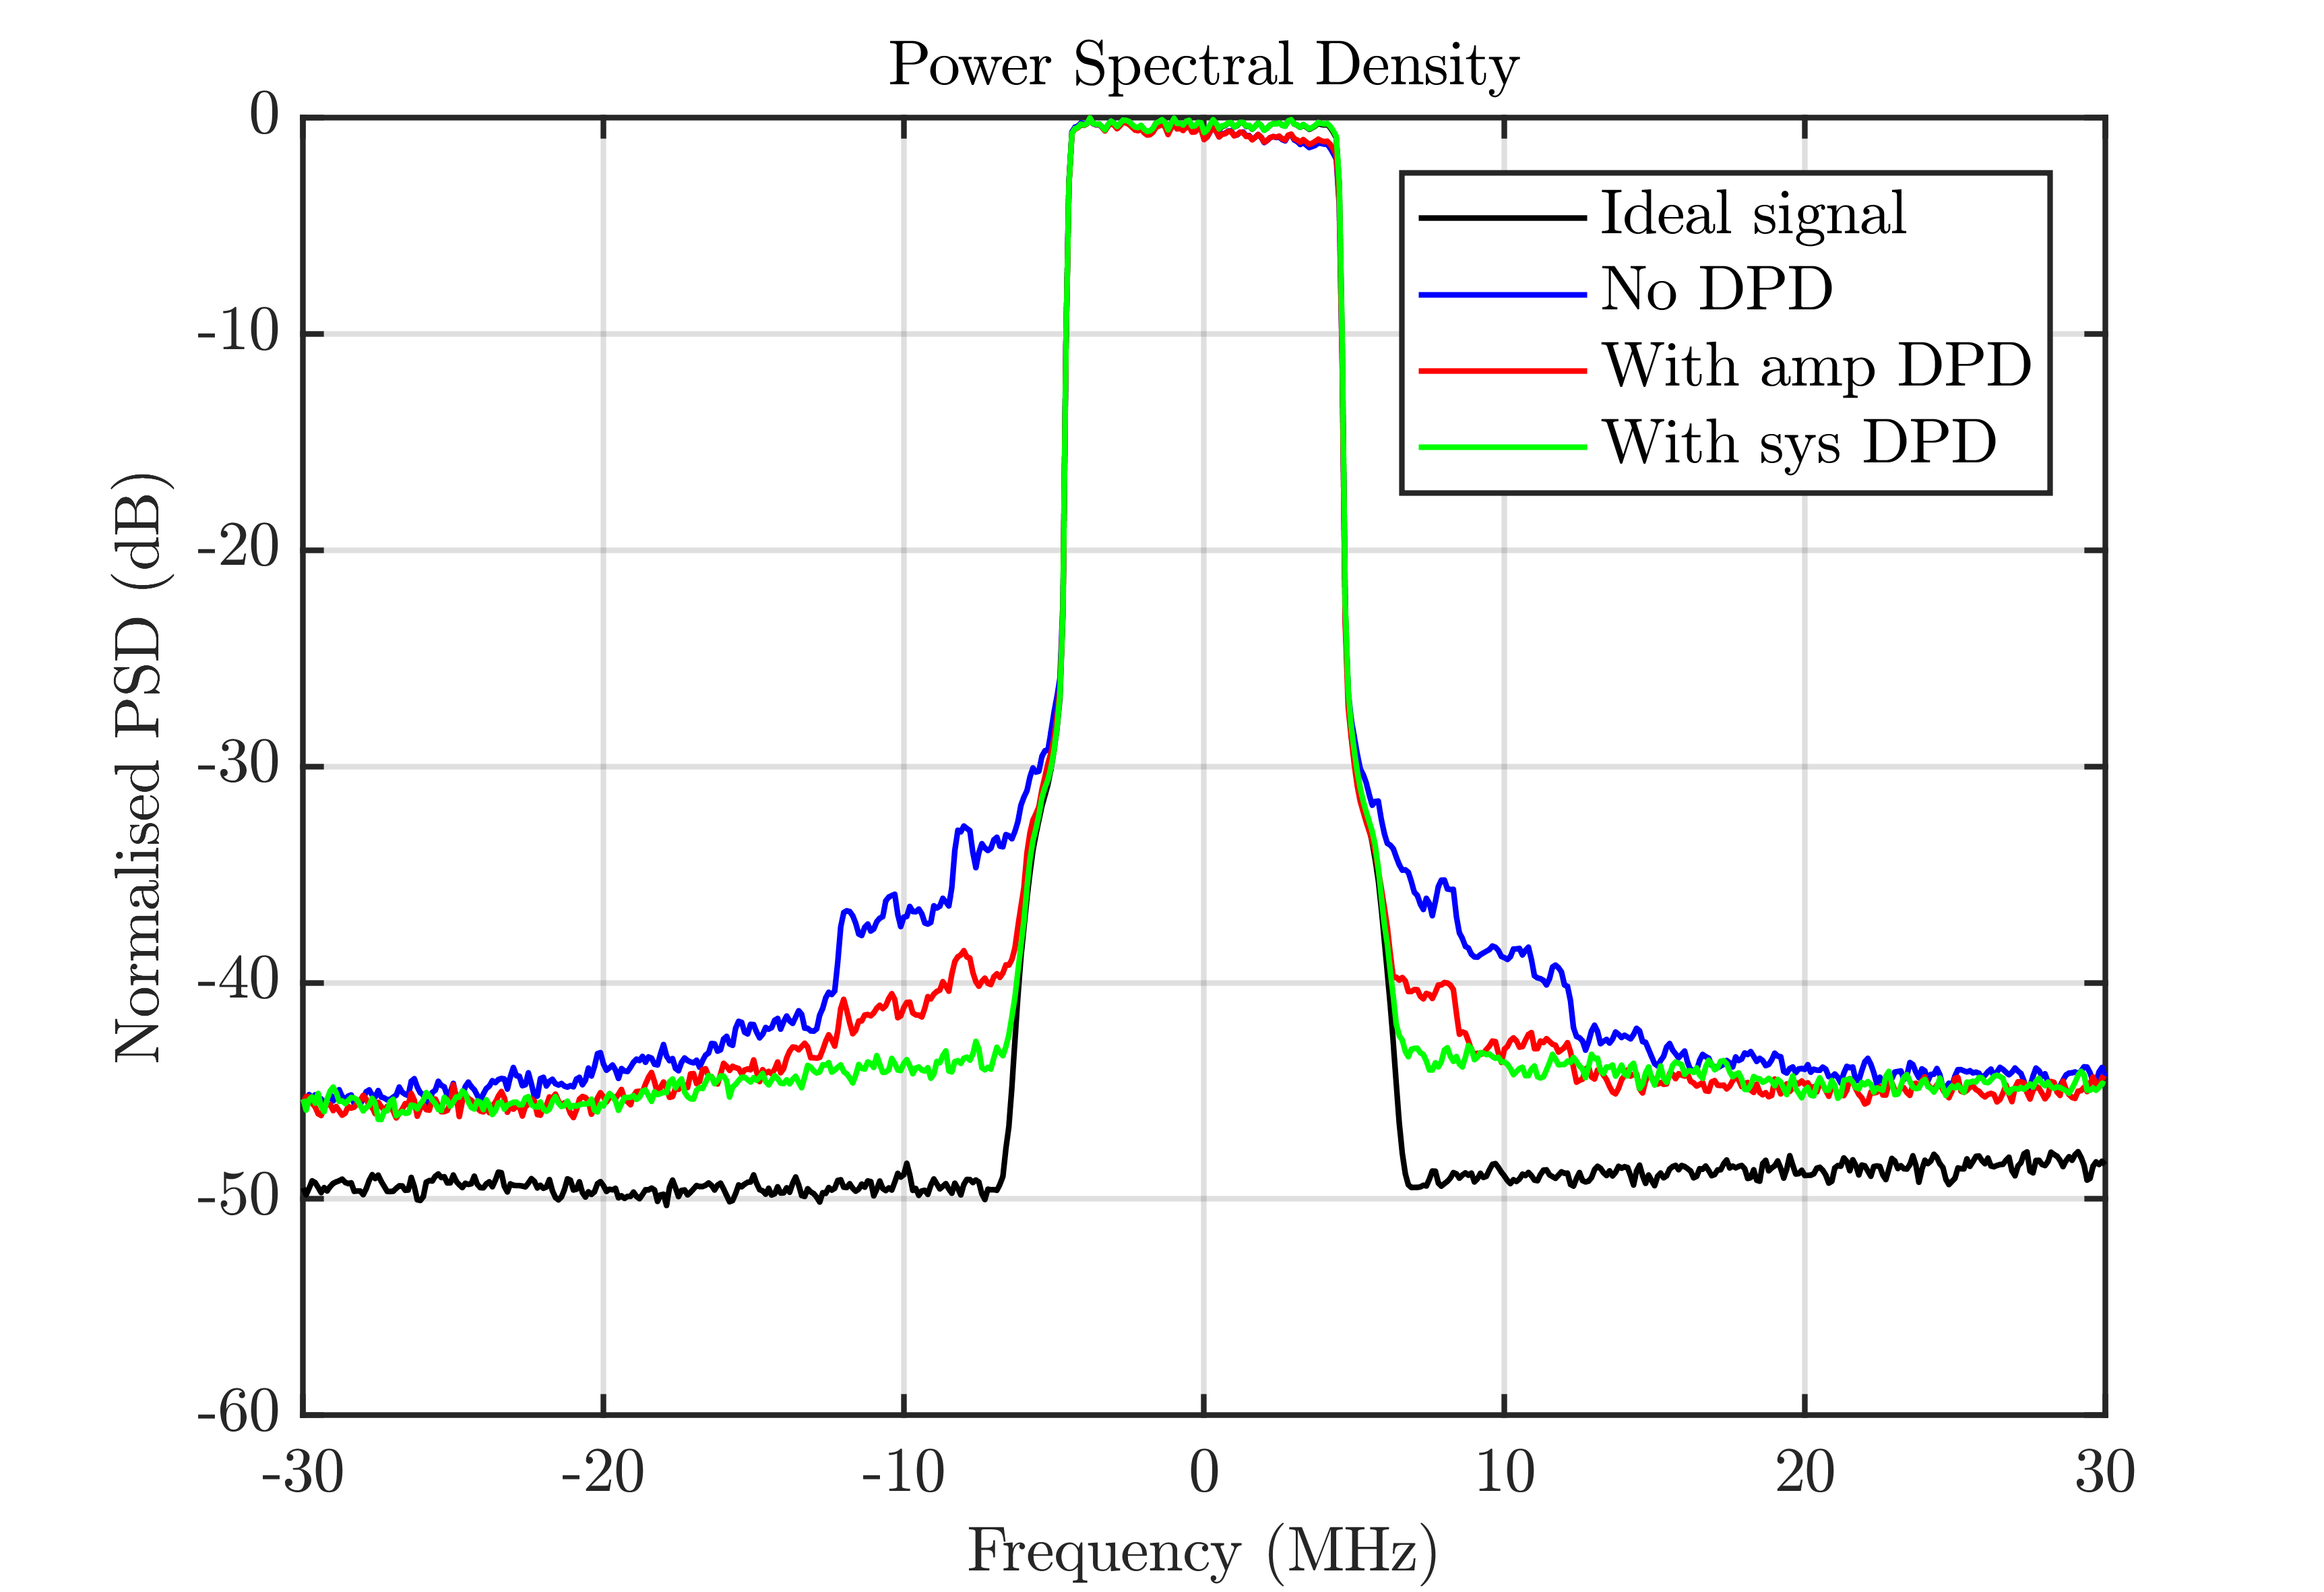 Power Spectral Density
0
-10
-20
-30
-40
-50
-60
Normalised PSD (dB)
Ideal signal
No DPD
With amp DPD
With sys DPD
-30 -20 -10 0 10 20 30
Frequency (MHz)